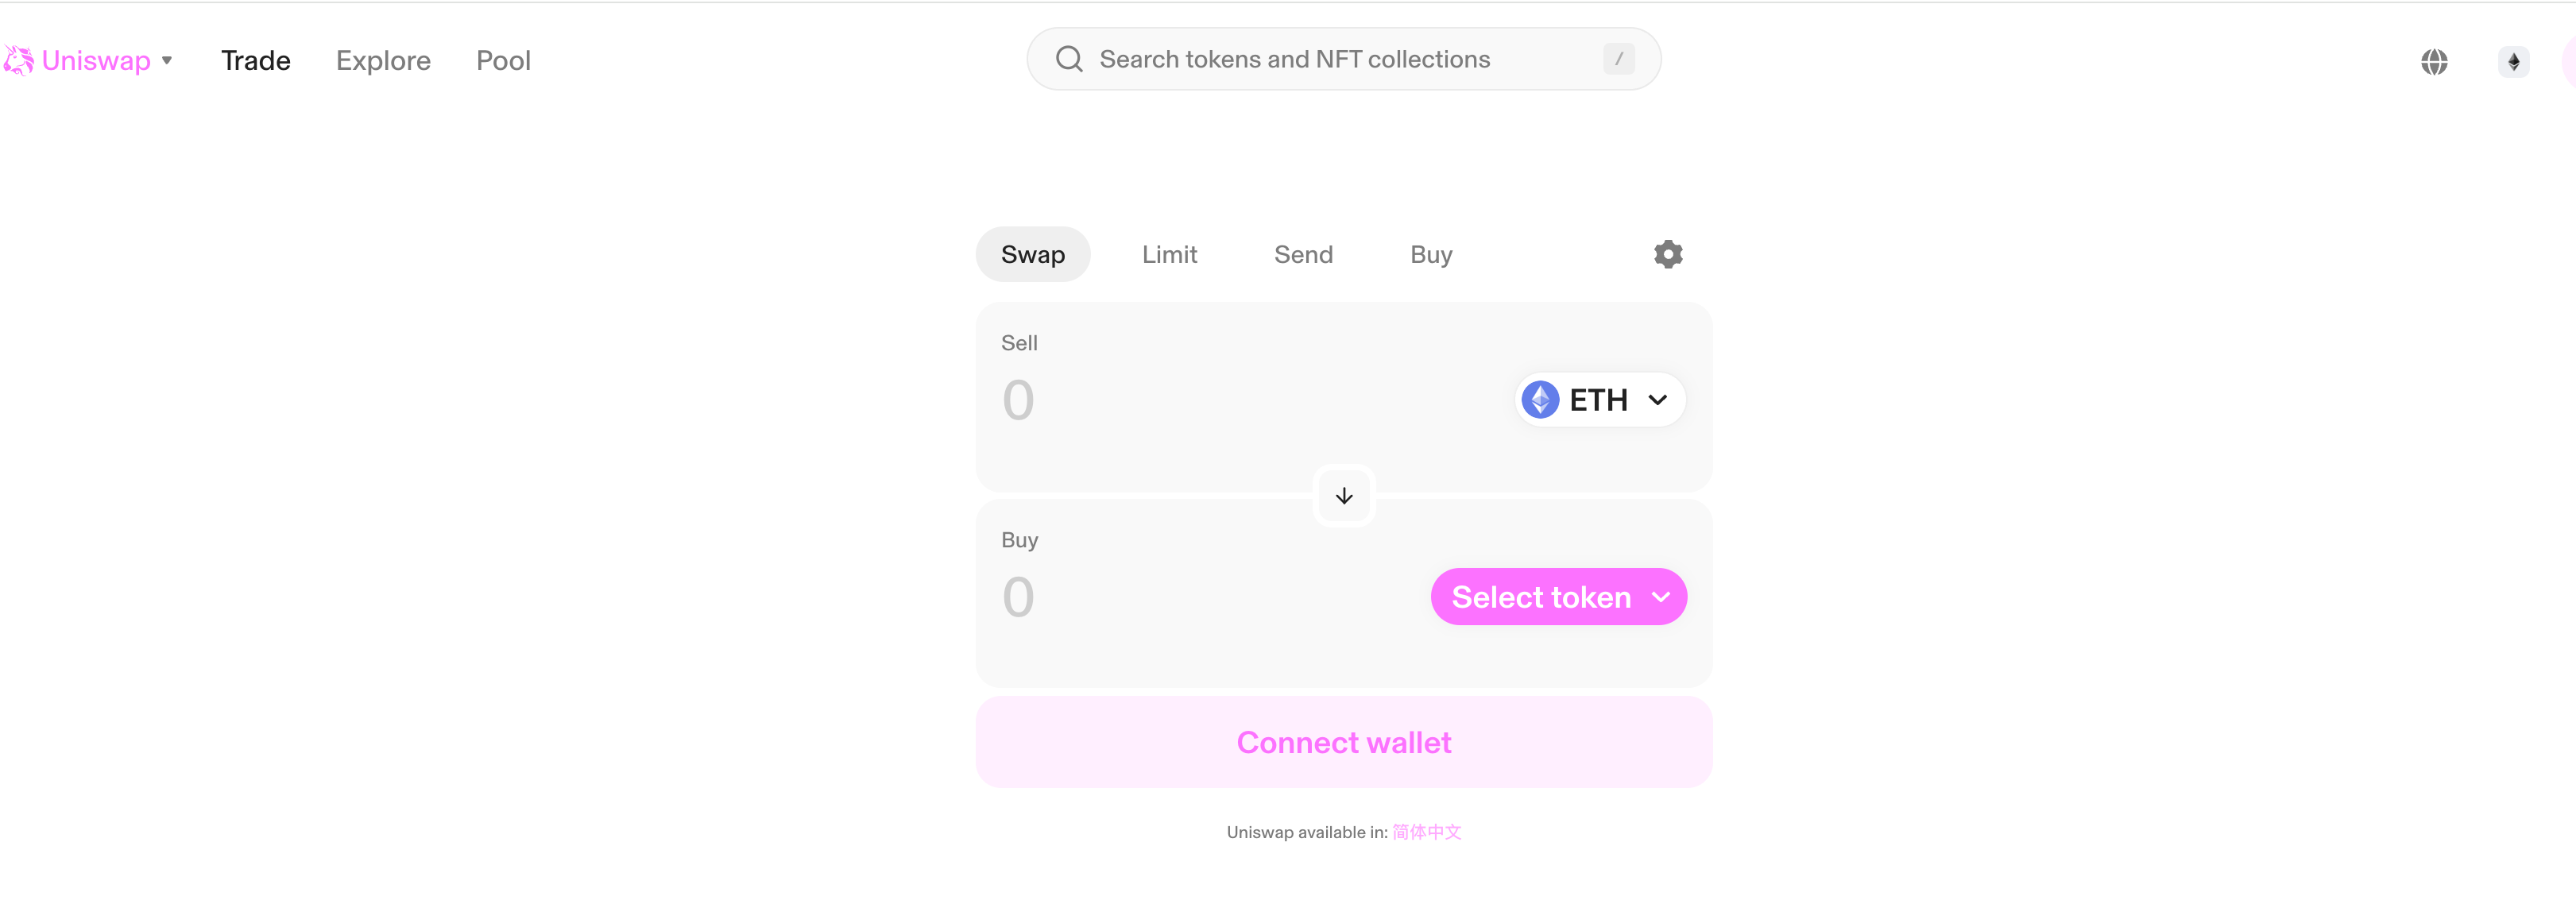 Uniswap Trade Explore Pool Search tokens and NFT collections /
Swap Limit Send Buy
Sell
0 ETH
Buy
0 Select token
Connect wallet
Uniswap available in: 简体中文